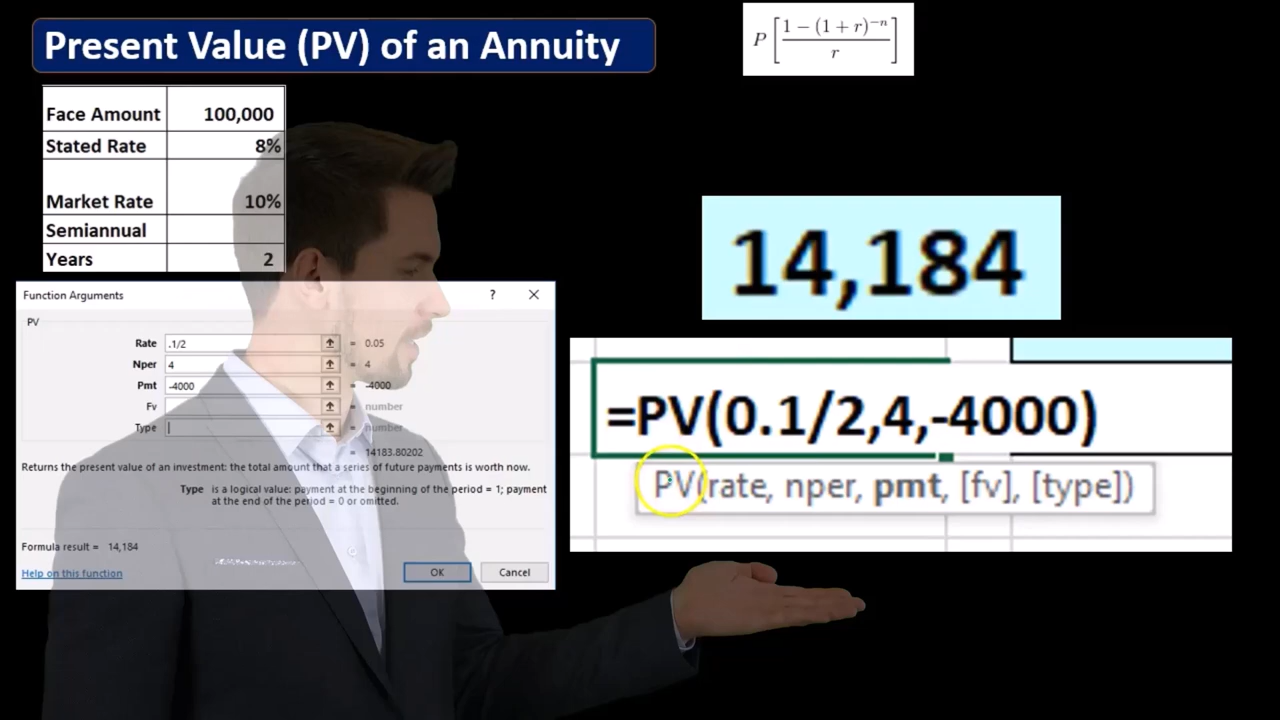 Present Value (PV) of an Annuity
P [ 1 − (1 + r)^−n / r ]
Face Amount 100,000
Stated Rate 8%
Market Rate 10%
Semiannual
Years 2
14,184
Function Arguments ?
PV
Rate .1/2 = 0.05
Nper 4 = 4
Pmt -4000 = -4000
Fv = number
Type = number
= 14183.80202
Returns the present value of an investment: the total amount that a series of future payments is worth now.
Type is a logical value: payment at the beginning of the period = 1; payment
at the end of the period = 0 or omitted.
Formula result = 14,184
Help on this function
OK Cancel
=PV(0.1/2,4,-4000)
PV(rate, nper, pmt, [fv], [type])